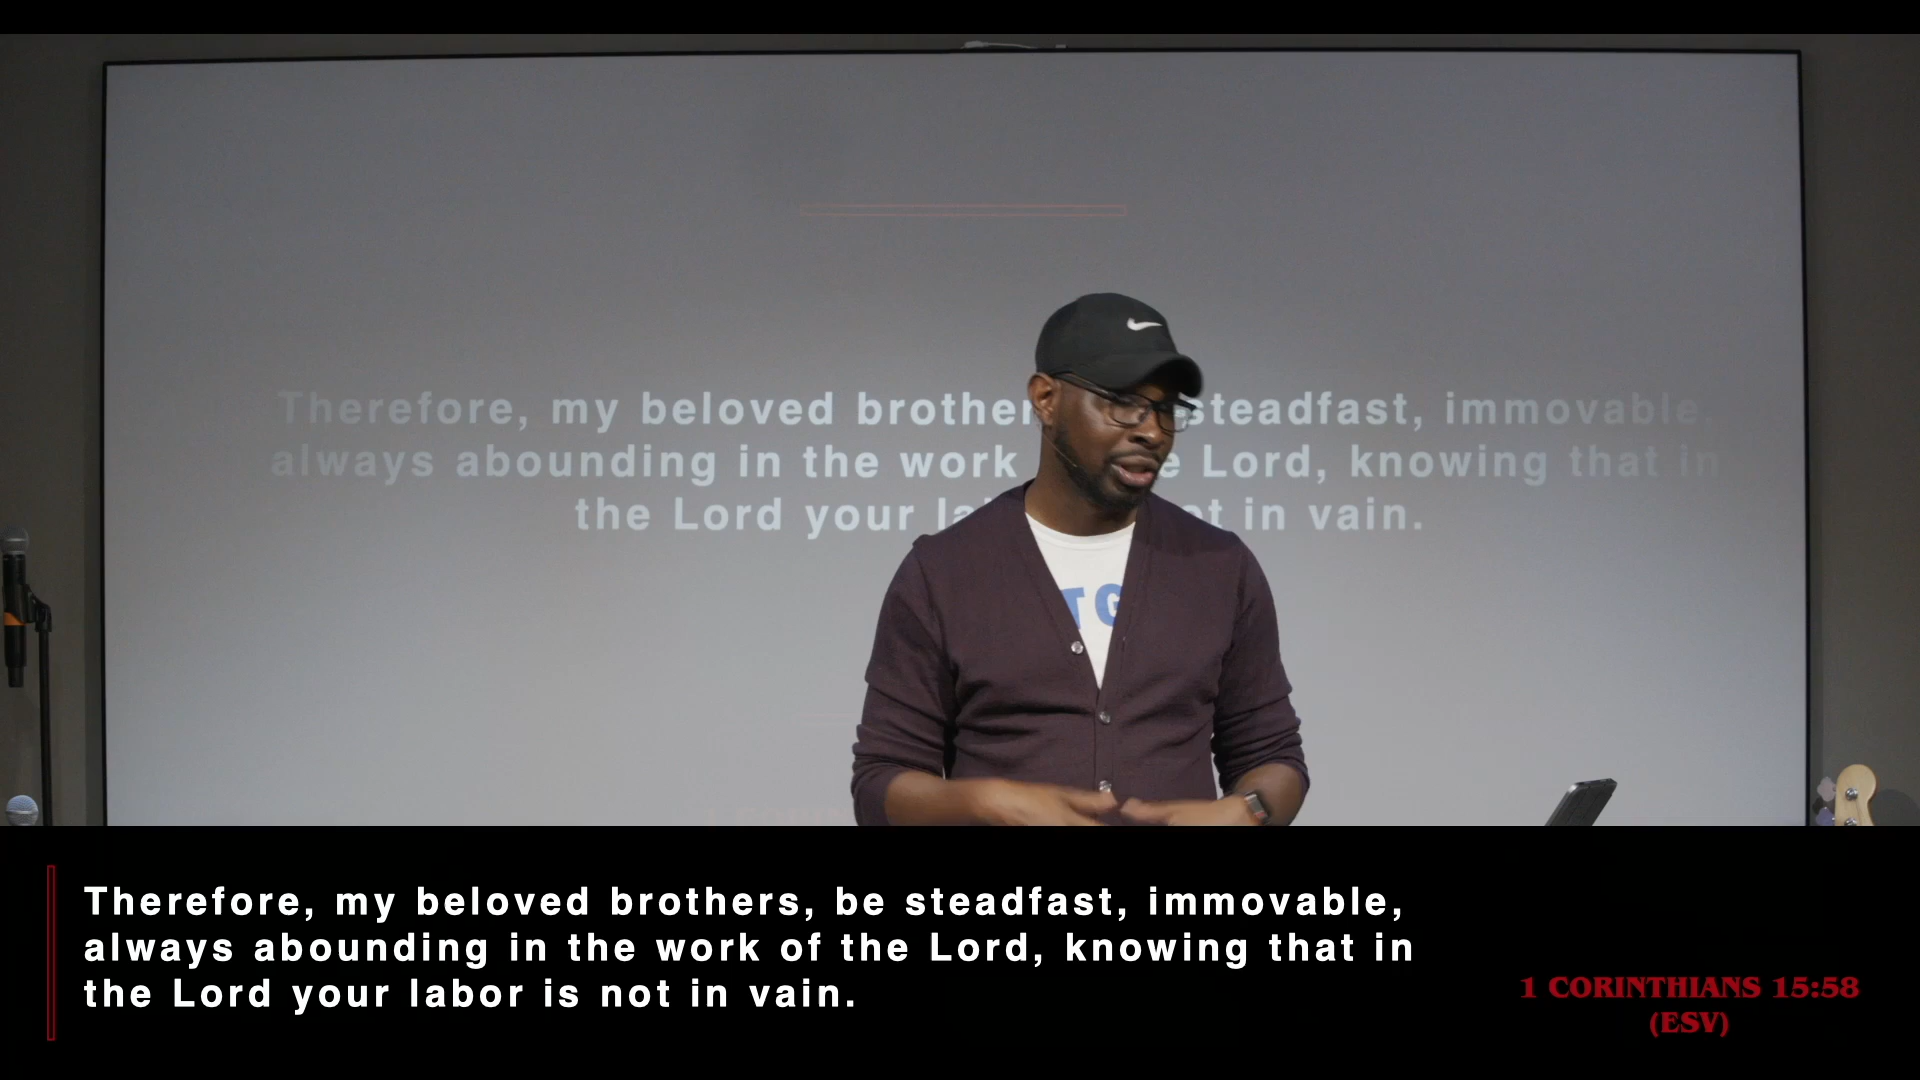 Therefore, my beloved brother steadfast, immovable,
always abounding in the work Lord, knowing that in
the Lord your in vain.
TG
Therefore, my beloved brothers, be steadfast, immovable,
always abounding in the work of the Lord, knowing that in
the Lord your labor is not in vain.
1 CORINTHIANS 15:58
(ESV)